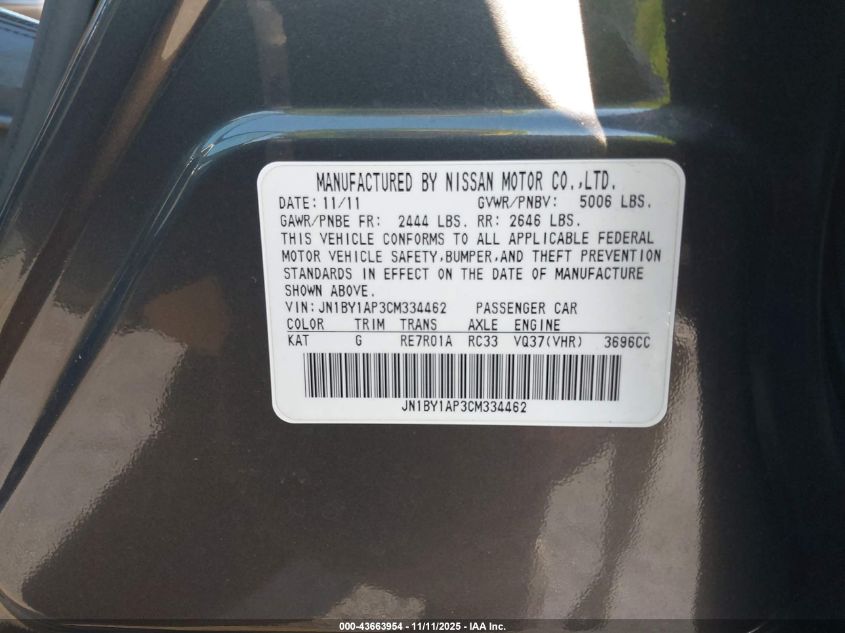 MANUFACTURED BY NISSAN MOTOR CO.,LTD.
DATE: 11/11 GVWR/PNBV: 5006 LBS.
GAWR/PNBE FR: 2444 LBS. RR: 2646 LBS.
THIS VEHICLE CONFORMS TO ALL APPLICABLE FEDERAL
MOTOR VEHICLE SAFETY,BUMPER,AND THEFT PREVENTION
STANDARDS IN EFFECT ON THE DATE OF MANUFACTURE
SHOWN ABOVE.
VIN:JN1BY1AP3CM334462 PASSENGER CAR
COLOR TRIM TRANS AXLE ENGINE
KAT G RE7R01A RC33 VQ37(VHR) 3696CC
JN1BY1AP3CM334462
000-43663954 - 11/11/2025 - IAA Inc.